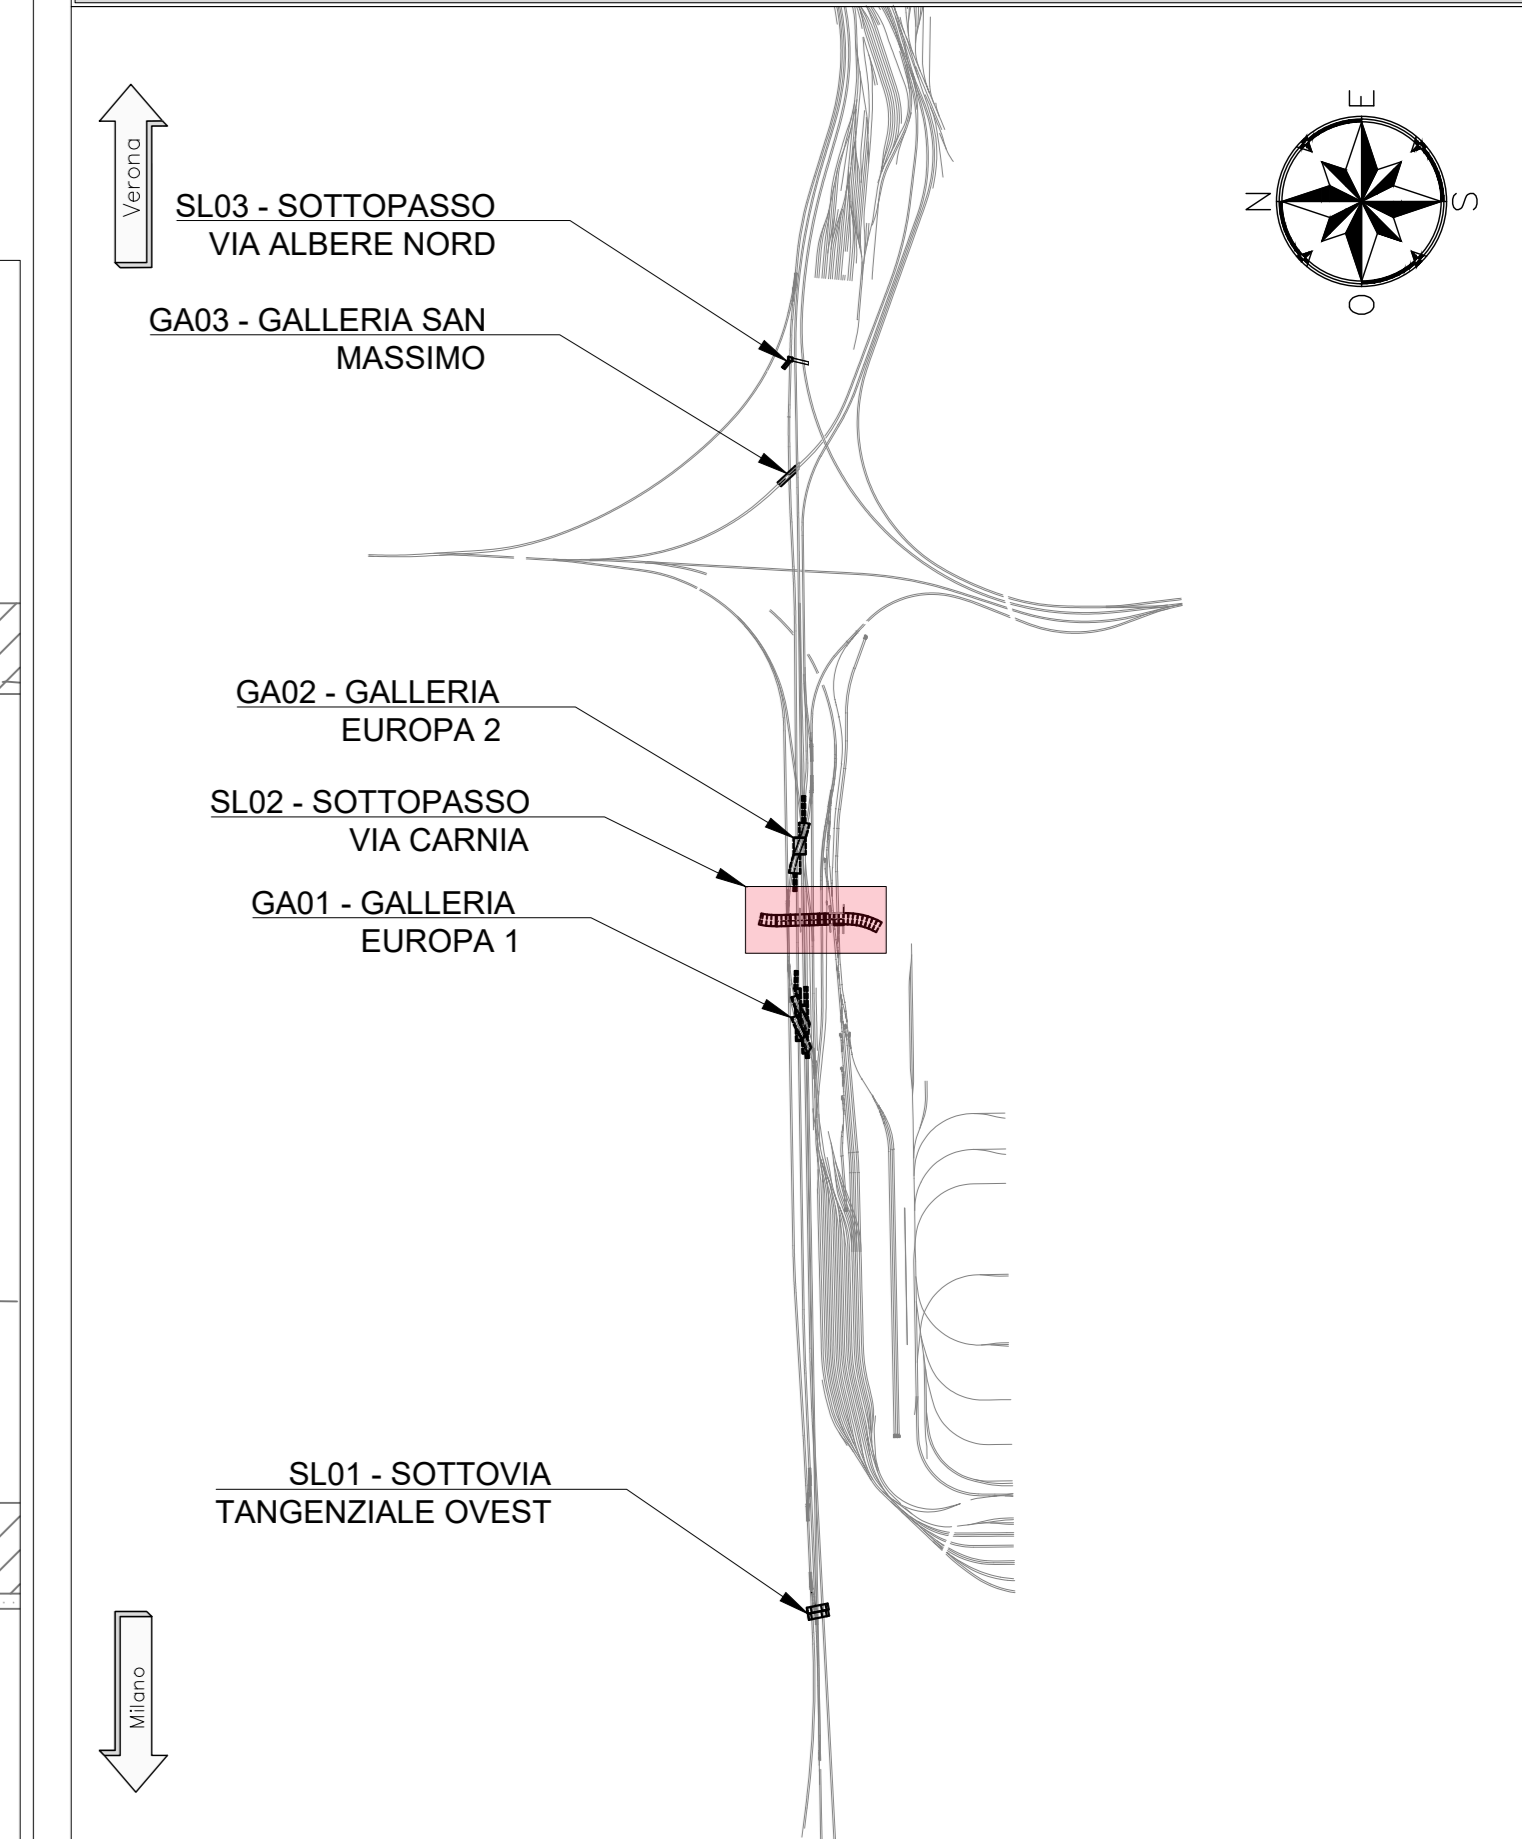 E
Verona
N
S
SL03 - SOTTOPASSO
VIA ALBERE NORD
O
GA03 - GALLERIA SAN
MASSIMO
GA02 - GALLERIA
EUROPA 2
SL02 - SOTTOPASSO
VIA CARNIA
GA01 - GALLERIA
EUROPA 1
SL01 - SOTTOVIA
TANGENZIALE OVEST
Milano